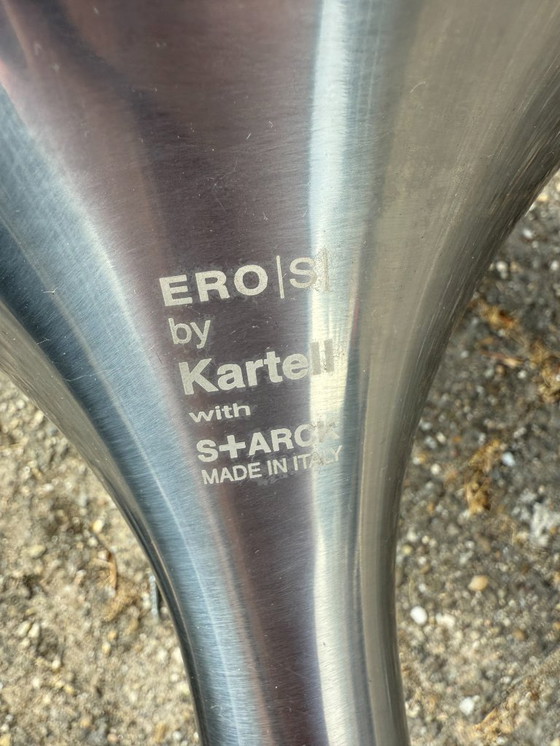 ERO|S|
by
Kartell
with
S+ARCK
MADE IN ITALY